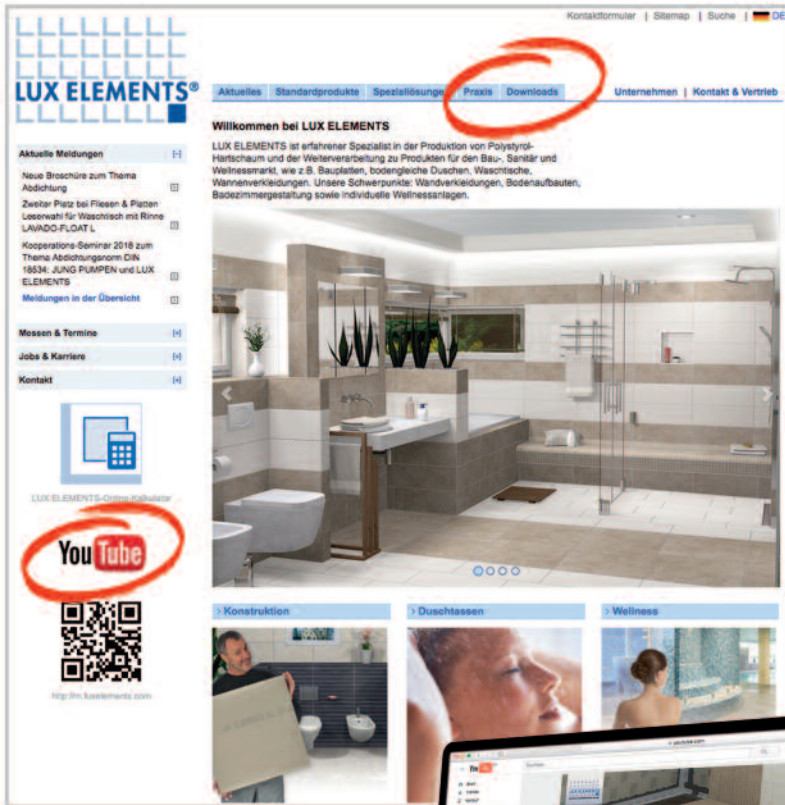 Kontaktformular | Sitemap | Suche | DE
LUX ELEMENTS®
Aktuelles Standardprodukte Speziallösunge Praxis Downloads
Unternehmen | Kontakt & Vertrieb
Willkommen bei LUX ELEMENTS
LUX ELEMENTS ist erfahrener Spezialist in der Produktion von Polystyrol-
Hartschaum und der Weiterverarbeitung zu Produkten für den Bau-, Sanitär und
Wellnessmarkt, wie z.B. Bauplatten, bodengleiche Duschen, Waschtische,
Wannenverkleidungen. Unsere Schwerpunkte: Wandverkleidungen, Bodenaufbauten,
Badezimmergestaltung sowie individuelle Wellnessanlagen.
Aktuelle Meldungen [-]
Neue Broschüre zum Thema
Abdichtung
Zweiter Platz bei Fliesen & Platten
Leserwahl für Waschtisch mit Rinne
LAVADO-FLOAT L
Kooperations-Seminar 2018 zum
Thema Abdichtungsnorm DIN
18534: JUNG PUMPEN und LUX
ELEMENTS
Meldungen in der Übersicht
Messen & Termine [+]
Jobs & Karriere [+]
Kontakt [+]
LUX ELEMENTS-Online-Kalkulator
YouTube
http://m.luxelements.com
> Konstruktion
> Duschtassen
> Wellness